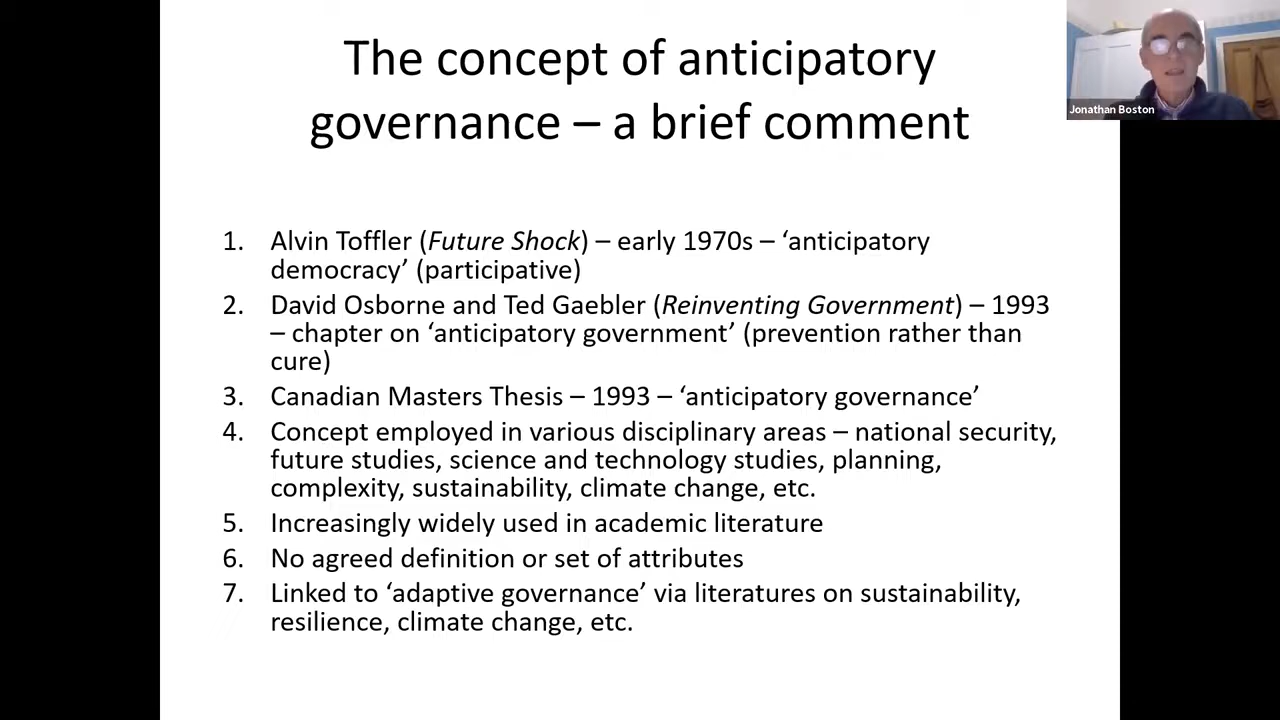 The concept of anticipatory
governance – a brief comment
Jonathan Boston
1. Alvin Toffler (Future Shock) – early 1970s – ‘anticipatory
democracy’ (participative)
2. David Osborne and Ted Gaebler (Reinventing Government) – 1993
– chapter on ‘anticipatory government’ (prevention rather than
cure)
3. Canadian Masters Thesis – 1993 – ‘anticipatory governance’
4. Concept employed in various disciplinary areas – national security,
future studies, science and technology studies, planning,
complexity, sustainability, climate change, etc.
5. Increasingly widely used in academic literature
6. No agreed definition or set of attributes
7. Linked to ‘adaptive governance’ via literatures on sustainability,
resilience, climate change, etc.